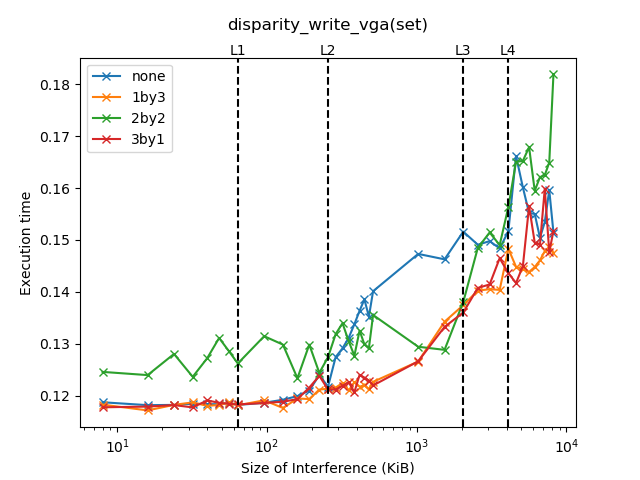 disparity_write_vga(set)
L1 L2 L3 L4
none
1by3
2by2
3by1
Execution time
0.18
0.17
0.16
0.15
0.14
0.13
0.12
10¹ 10² 10³ 10⁴
Size of Interference (KiB)